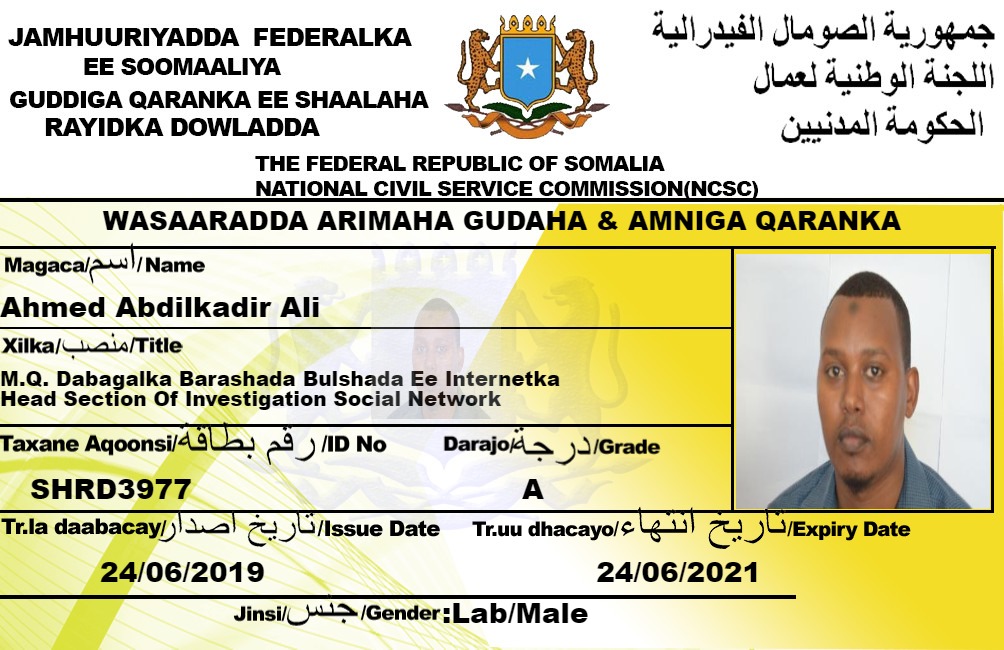 JAMHUURIYADDA FEDERALKA
EE SOOMAALIYA
GUDDIGA QARANKA EE SHAALAHA
RAYIDKA DOWLADDA
جمهورية الصومال الفيدرالية
اللجنة الوطنية لعمال
الحكومة المدنيين
THE FEDERAL REPUBLIC OF SOMALIA
NATIONAL CIVIL SERVICE COMMISSION(NCSC)
WASAARADDA ARIMAHA GUDAHA & AMNIGA QARANKA
Magaca/اسم/Name
Ahmed Abdilkadir Ali
Xilka/منصب/Title
M.Q. Dabagalka Barashada Bulshada Ee Internetka
Head Section Of Investigation Social Network
Taxane Aqoonsi/رقم بطاقة/ID No Darajo/درجة/Grade
SHRD3977 A
Tr.la daabacay/تاريخ اصدار/Issue Date Tr.uu dhacayo/تاريخ انتهاء/Expiry Date
24/06/2019 24/06/2021
Jinsi/جنس/Gender:Lab/Male